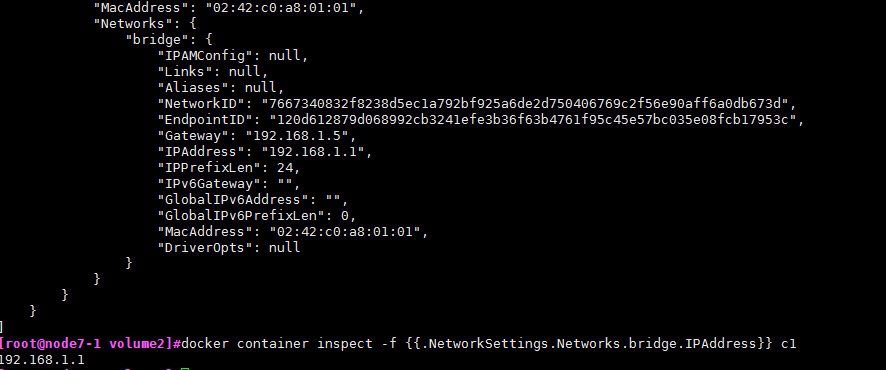 "MacAddress": "02:42:c0:a8:01:01",
"Networks": {
"bridge": {
"IPAMConfig": null,
"Links": null,
"Aliases": null,
"NetworkID": "7667340832f8238d5ec1a792bf925a6de2d750406769c2f56e90aff6a0db673d",
"EndpointID": "120d612879d068992cb3241efe3b36f63b4761f95c45e57bc035e08fcb17953c",
"Gateway": "192.168.1.5",
"IPAddress": "192.168.1.1",
"IPPrefixLen": 24,
"IPv6Gateway": "",
"GlobalIPv6Address": "",
"GlobalIPv6PrefixLen": 0,
"MacAddress": "02:42:c0:a8:01:01",
"DriverOpts": null
}
}
}
}
]
[root@node7-1 volume2]#docker container inspect -f {{.NetworkSettings.Networks.bridge.IPAddress}} c1
192.168.1.1